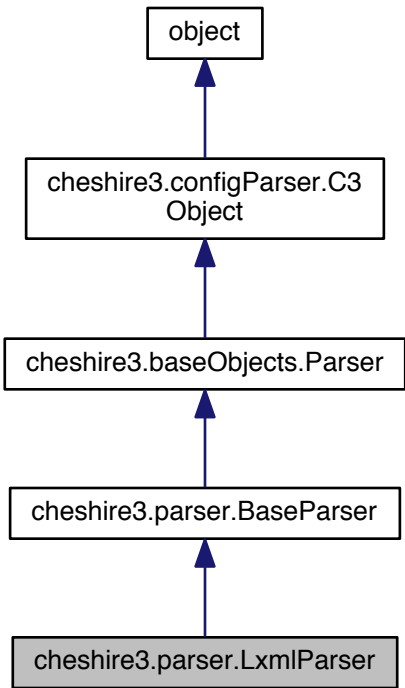 object
cheshire3.configParser.C3
Object
cheshire3.baseObjects.Parser
cheshire3.parser.BaseParser
cheshire3.parser.LxmlParser